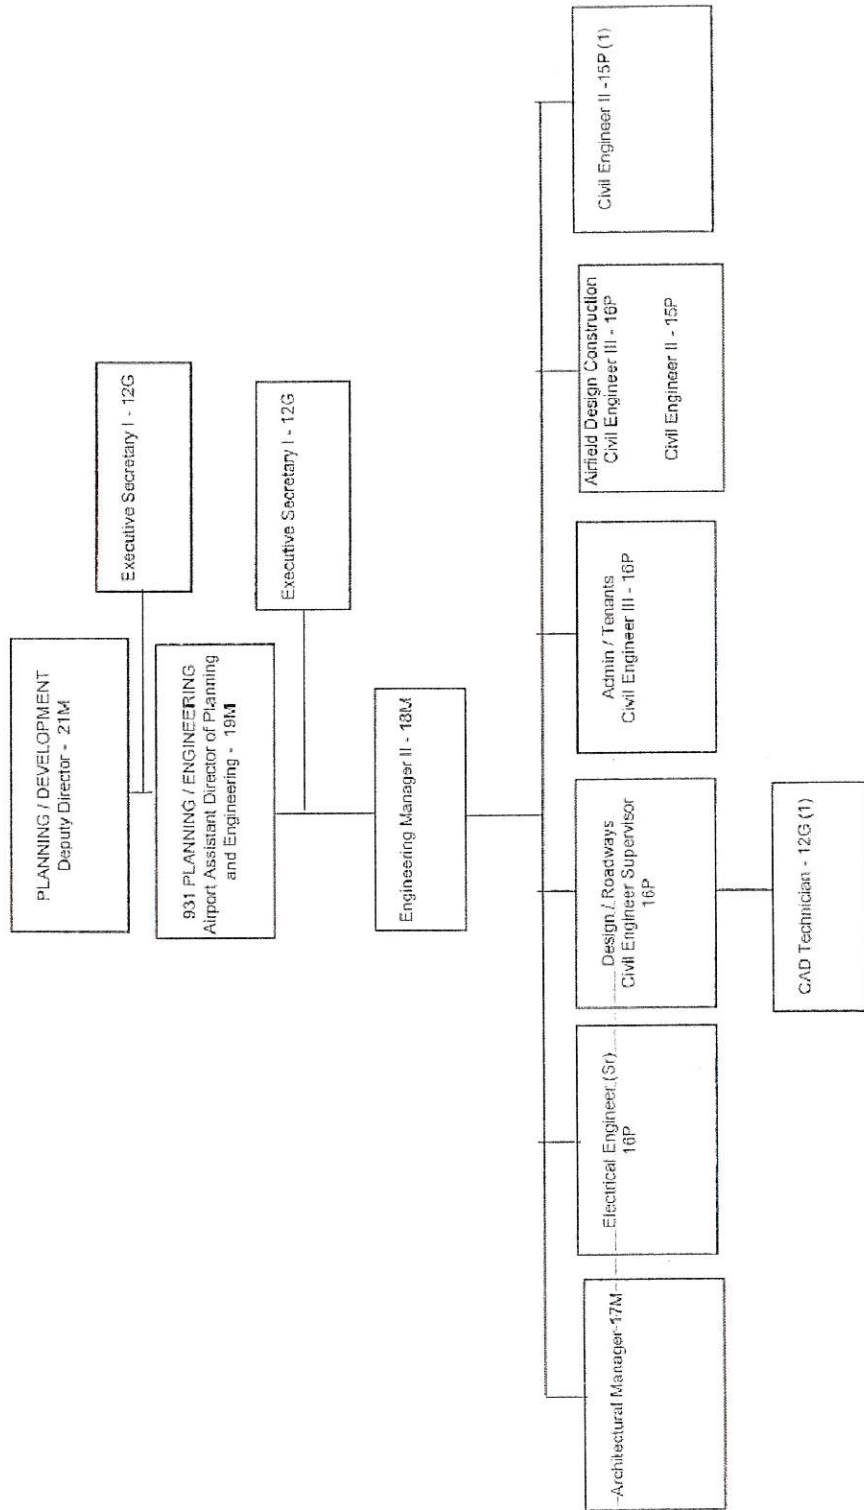 PLANNING / DEVELOPMENT
Deputy Director - 21M
Executive Secretary I - 12G
931 PLANNING / ENGINEERING
Airport Assistant Director of Planning
and Engineering - 19M
Executive Secretary I - 12G
Engineering Manager II - 18M
Architectural Manager-17M
Electrical Engineer (Sr)
16P
Design / Roadways
Civil Engineer Supervisor
16P
Admin / Tenants
Civil Engineer III - 16P
Airfield Design Construction
Civil Engineer III - 16P
Civil Engineer II - 15P
Civil Engineer II -15P (1)
CAD Technician - 12G (1)